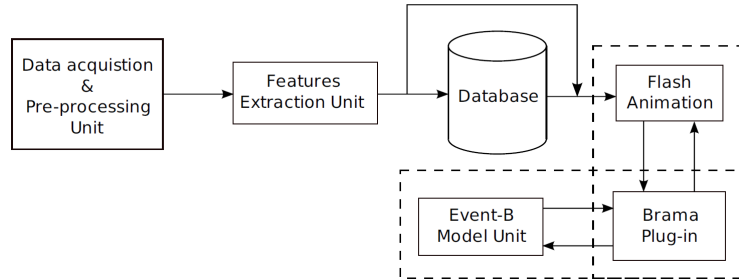 Data acquistion
&
Pre-processing
Unit
Features
Extraction Unit
Database
Flash
Animation
Event-B
Model Unit
Brama
Plug-in